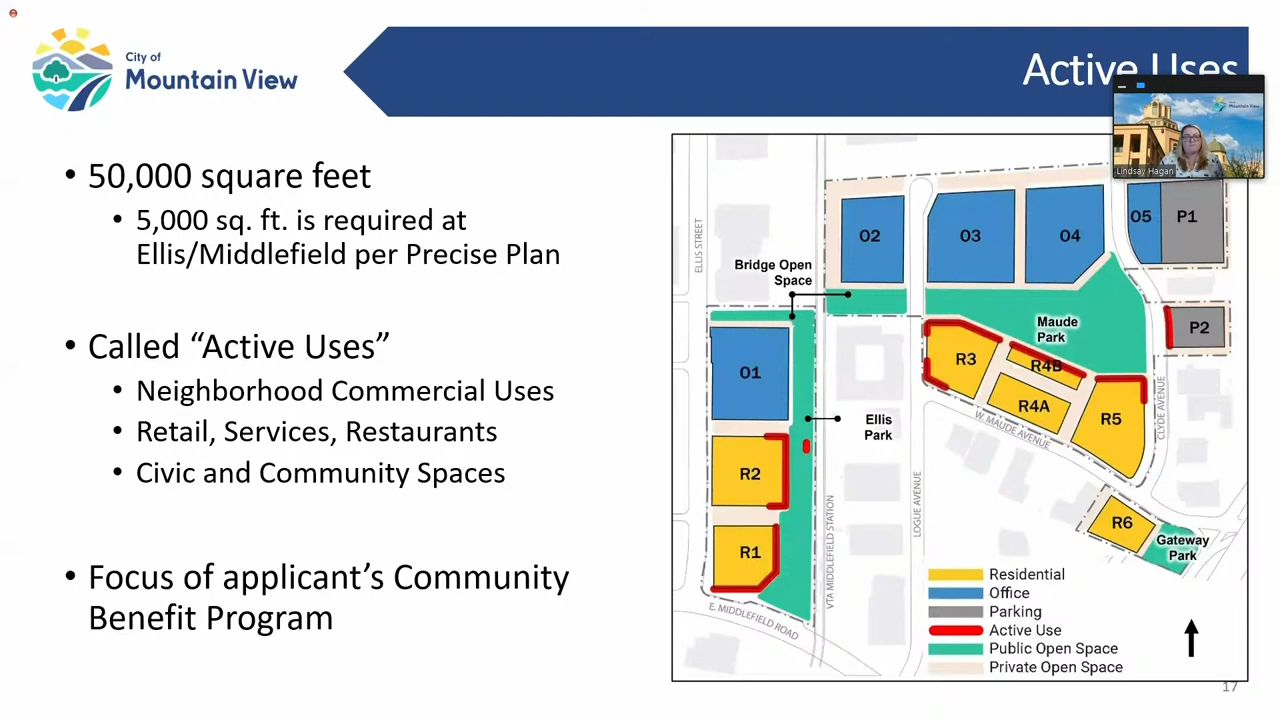 City of
Mountain View
Active Uses
Mountain View
Lindsay Hagan
• 50,000 square feet
• 5,000 sq. ft. is required at
Ellis/Middlefield per Precise Plan
• Called “Active Uses”
• Neighborhood Commercial Uses
• Retail, Services, Restaurants
• Civic and Community Spaces
• Focus of applicant’s Community
Benefit Program
ELLIS STREET
O2
O3
O4
O5
P1
Bridge Open
Space
Maude
Park
P2
R3
R4B
O1
R4A
R5
W. MAUDE AVENUE
CLYDE AVENUE
Ellis
Park
R2
LOGUE AVENUE
R6
Gateway
Park
R1
VTA MIDDLEFIELD STATION
E. MIDDLEFIELD ROAD
Residential
Office
Parking
Active Use
Public Open Space
Private Open Space
17